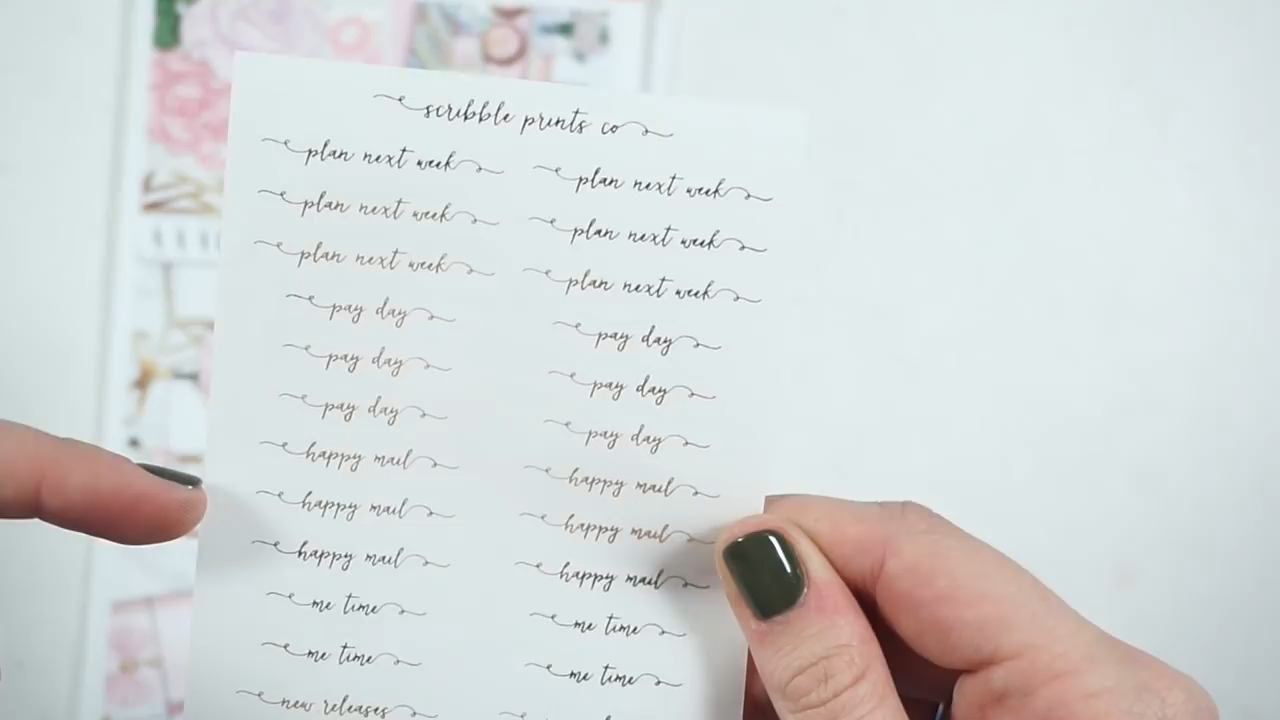 scribble prints co
plan next week plan next week
plan next week plan next week
plan next week plan next week
pay day pay day
pay day pay day
pay day pay day
happy mail happy mail
happy mail happy mail
happy mail happy mail
me time me time
me time me time
new releases